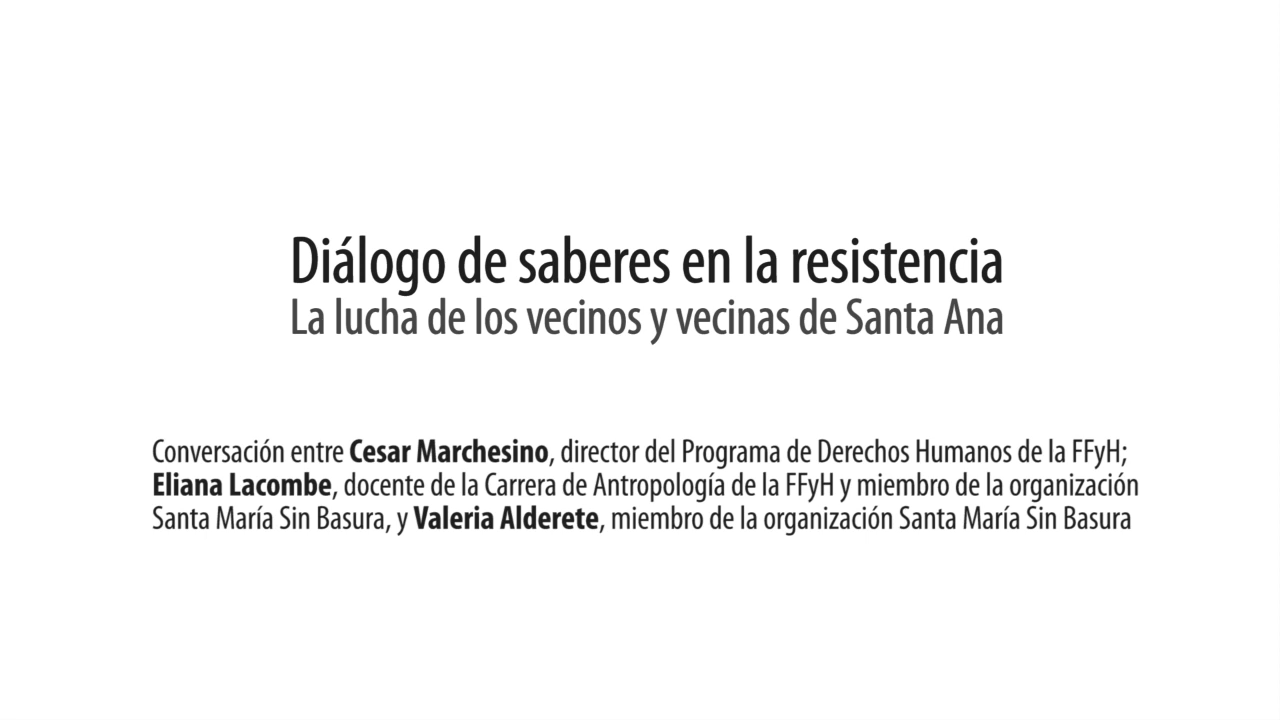 Diálogo de saberes en la resistencia
La lucha de los vecinos y vecinas de Santa Ana
Conversación entre Cesar Marchesino, director del Programa de Derechos Humanos de la FFyH;
Eliana Lacombe, docente de la Carrera de Antropología de la FFyH y miembro de la organización
Santa María Sin Basura, y Valeria Alderete, miembro de la organización Santa María Sin Basura